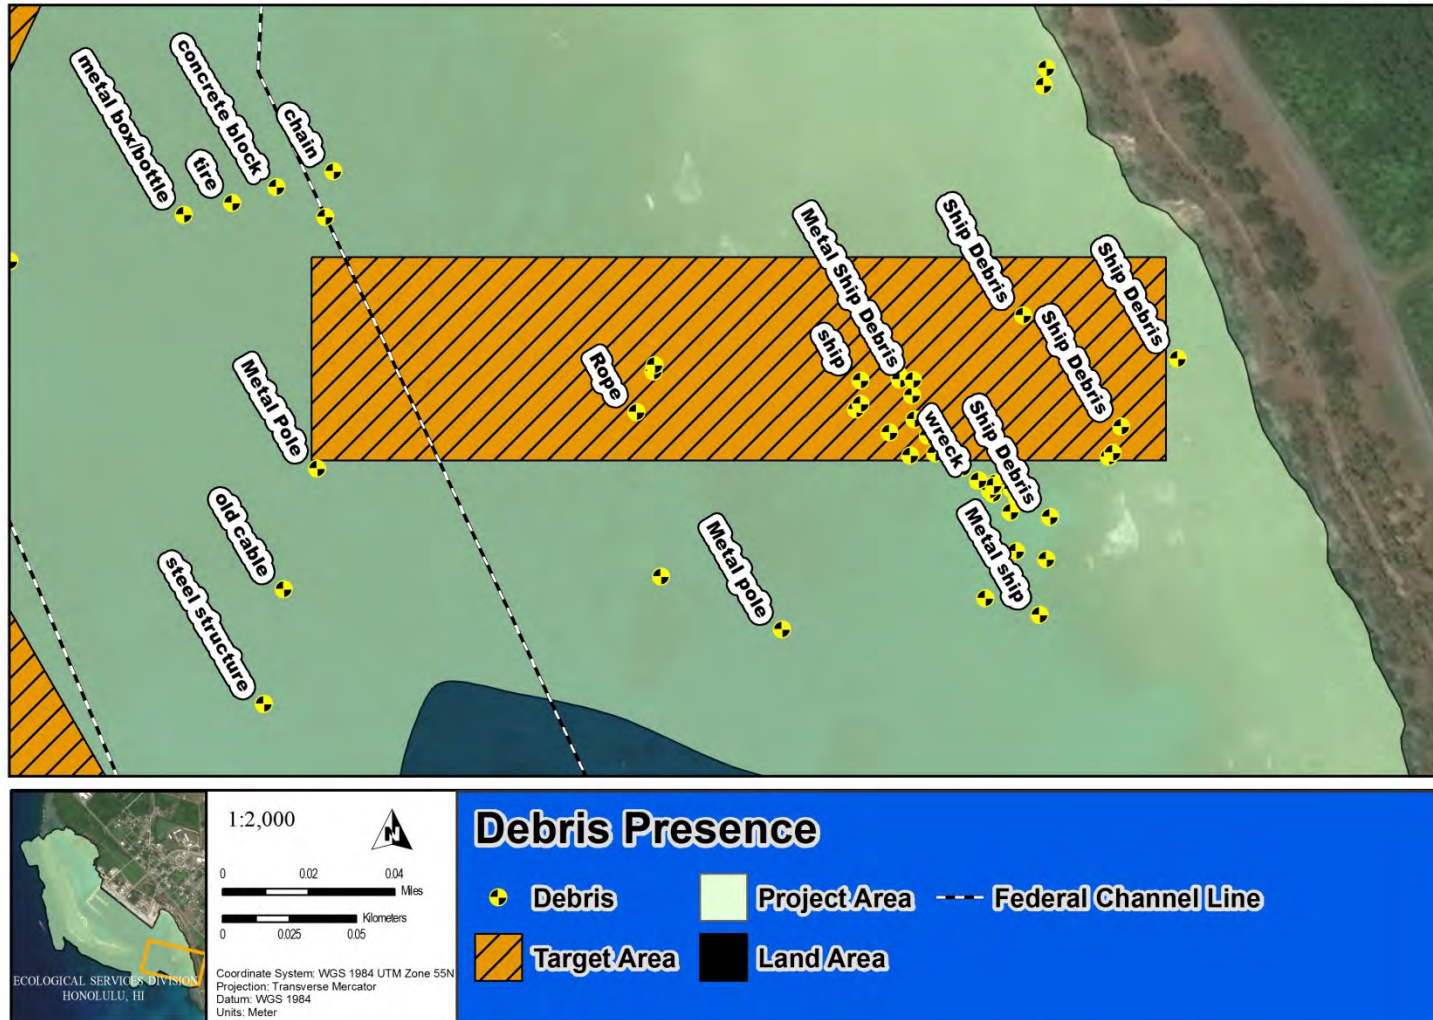 metal box/bottle
tire
concrete block
chain
Metal Ship Debris
Ship Debris
Ship Debris
ship
Ship Debris
Rope
Metal Pole
wreck
Ship Debris
old cable
Metal pole
Metal ship
steel structure
1:2,000
N
0 0.02 0.04
Miles
Kilometers
0 0.025 0.05
Coordinate System: WGS 1984 UTM Zone 55N
Projection: Transverse Mercator
Datum: WGS 1984
Units: Meter
ECOLOGICAL SERVICES DIVISION
HONOLULU, HI
Debris Presence
Debris
Project Area
Federal Channel Line
Target Area
Land Area